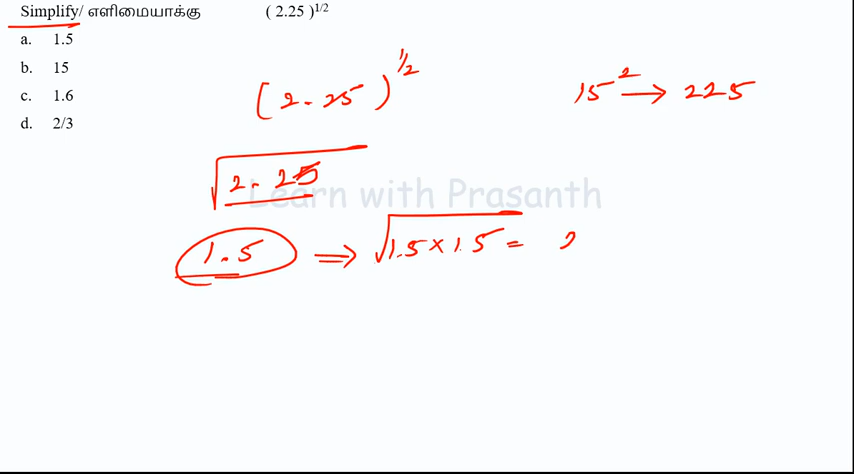 Simplify/ எளிமையாக்கு ( 2.25 )1/2
a. 1.5
b. 15
c. 1.6
d. 2/3
(2.25)^1/2
15^2 → 225
√2.25
Learn with Prasanth
1.5 ⇒ √1.5×1.5 = 2